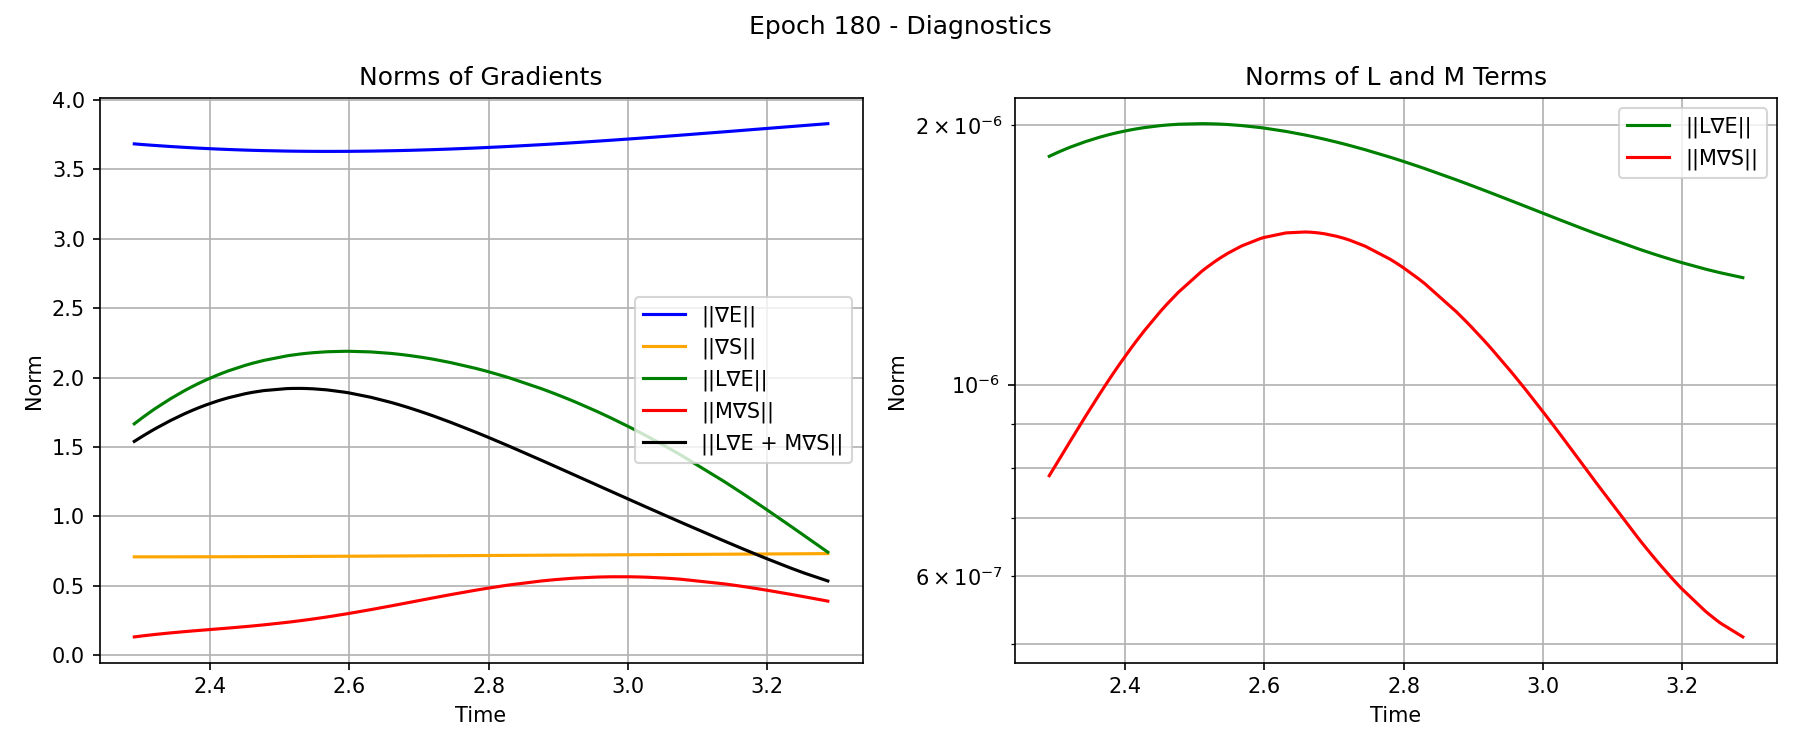 Epoch 180 - Diagnostics
Norms of Gradients
Norm
4.0
3.5
3.0
2.5
2.0
1.5
1.0
0.5
0.0
||∇E||
||∇S||
||L∇E||
||M∇S||
||L∇E + M∇S||
2.4
2.6
2.8
3.0
3.2
Time
Norms of L and M Terms
Norm
2 × 10⁻⁶
10⁻⁶
6 × 10⁻⁷
||L∇E||
||M∇S||
2.4
2.6
2.8
3.0
3.2
Time